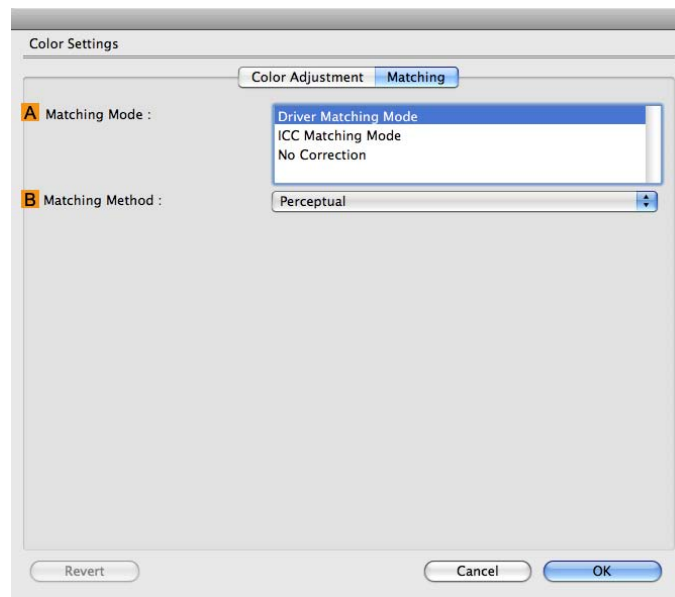 Color Settings
Color Adjustment Matching
A Matching Mode :
Driver Matching Mode
ICC Matching Mode
No Correction
B Matching Method :
Perceptual
Revert Cancel OK